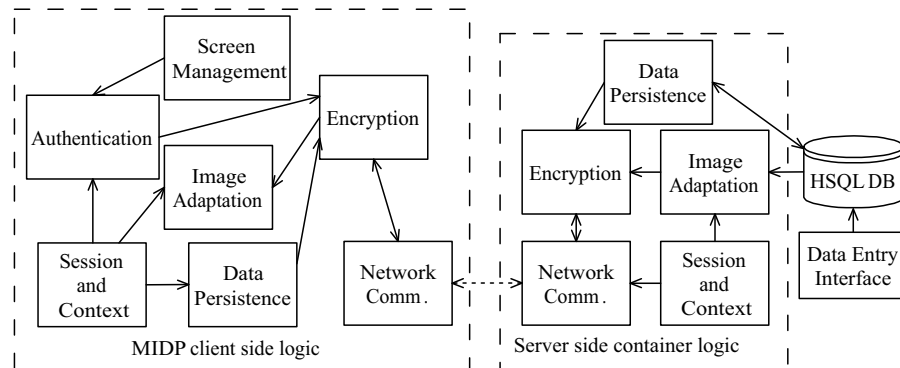 Screen
Management
Authentication
Encryption
Image
Adaptation
Session
and
Context
Data
Persistence
Network
Comm.
MIDP client side logic
Data
Persistence
Encryption
Image
Adaptation
HSQL DB
Network
Comm.
Session
and
Context
Data Entry
Interface
Server side container logic